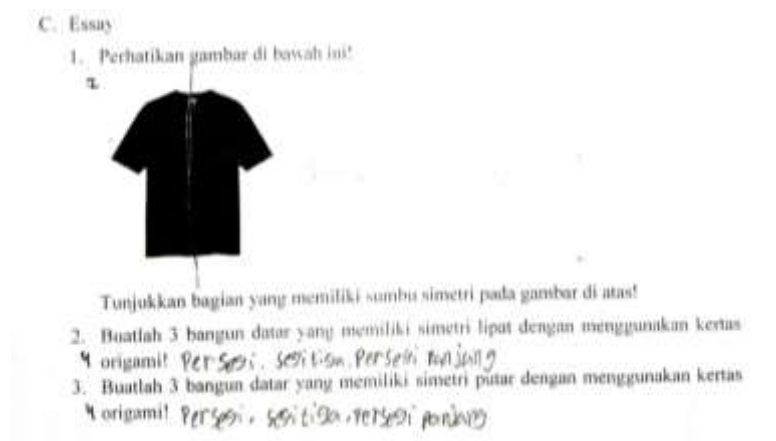 C. Essay
1. Perhatikan gambar di bawah ini!
2
Tunjukkan bagian yang memiliki sumbu simetri pada gambar di atas!
2. Buatlah 3 bangun datar yang memiliki simetri lipat dengan menggunakan kertas
4 origami! Persegi, segitiga, Persegi panjang
3. Buatlah 3 bangun datar yang memiliki simetri putar dengan menggunakan kertas
4 origami! Persegi, segitiga, Persegi panjang